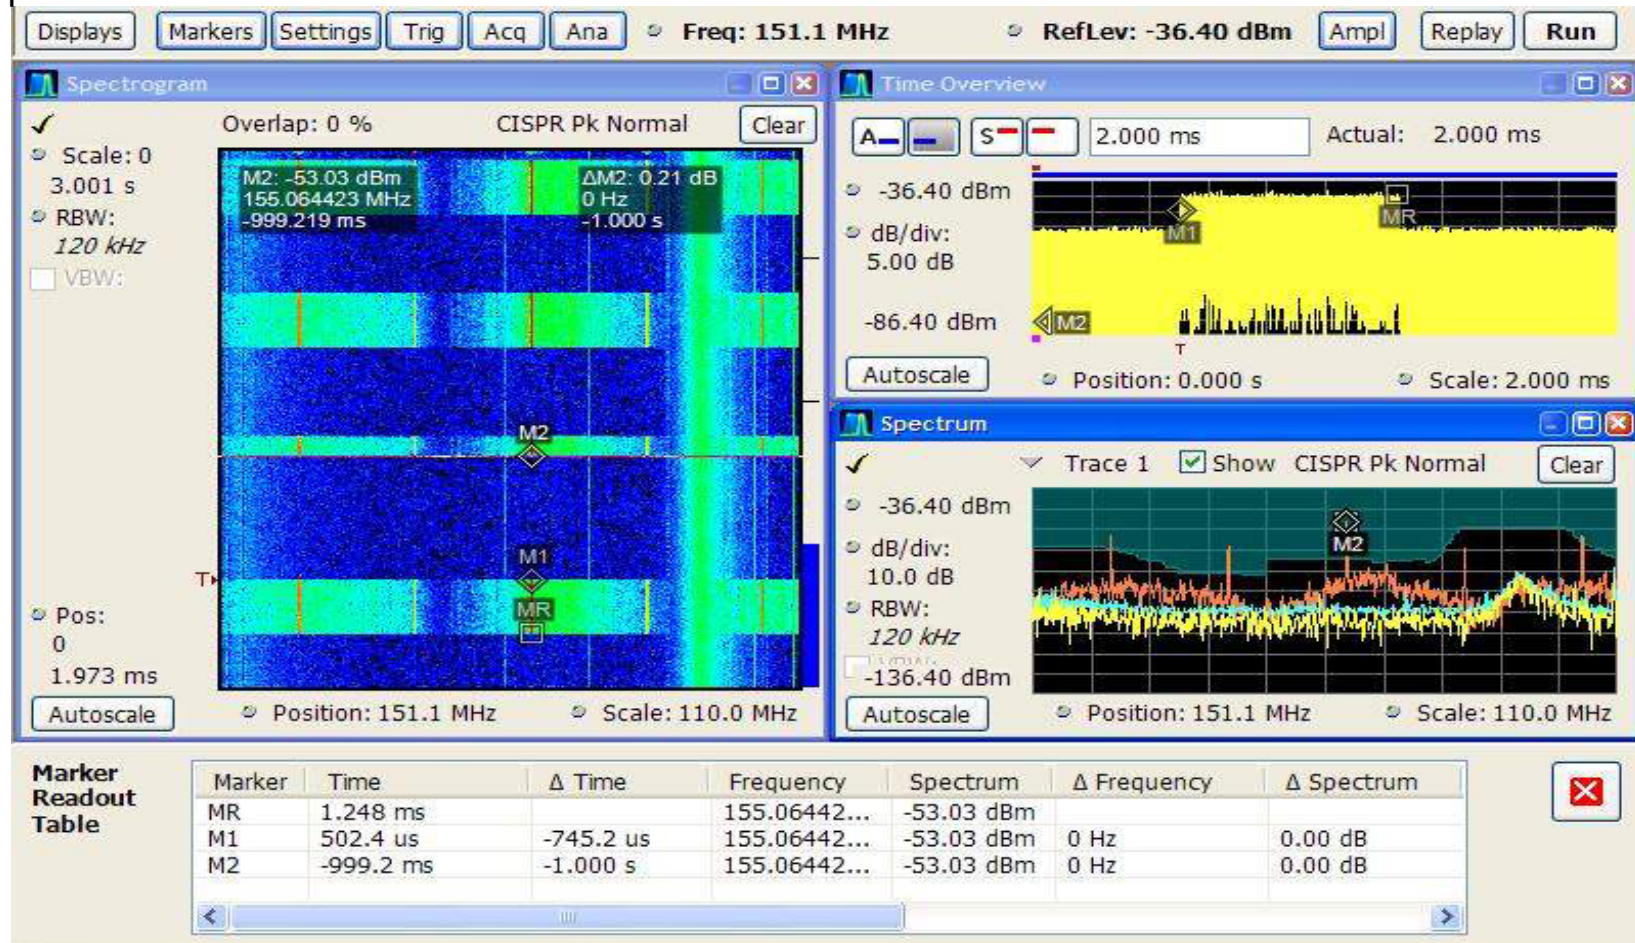 Displays Markers Settings Trig Acq Ana Freq: 151.1 MHz RefLev: -36.40 dBm Ampl Replay Run
Spectrogram
Overlap: 0 % CISPR Pk Normal Clear
Scale: 0
3.001 s
RBW:
120 kHz
VBW:
M2: -53.03 dBm ΔM2: 0.21 dB
155.064423 MHz 0 Hz
-999.219 ms -1.000 s
M2
M1
T
MR
Pos:
0
1.973 ms
Autoscale Position: 151.1 MHz Scale: 110.0 MHz
Time Overview
A S 2.000 ms Actual: 2.000 ms
-36.40 dBm
dB/div:
5.00 dB
-86.40 dBm
M1 MR
M2
T
Autoscale Position: 0.000 s Scale: 2.000 ms
Spectrum
Trace 1 Show CISPR Pk Normal Clear
-36.40 dBm
dB/div:
10.0 dB
RBW:
120 kHz
VBW:
-136.40 dBm
M2
Autoscale Position: 151.1 MHz Scale: 110.0 MHz
Marker
Readout
Table
Marker Time Δ Time Frequency Spectrum Δ Frequency Δ Spectrum
MR 1.248 ms 155.06442... -53.03 dBm
M1 502.4 us -745.2 us 155.06442... -53.03 dBm 0 Hz 0.00 dB
M2 -999.2 ms -1.000 s 155.06442... -53.03 dBm 0 Hz 0.00 dB